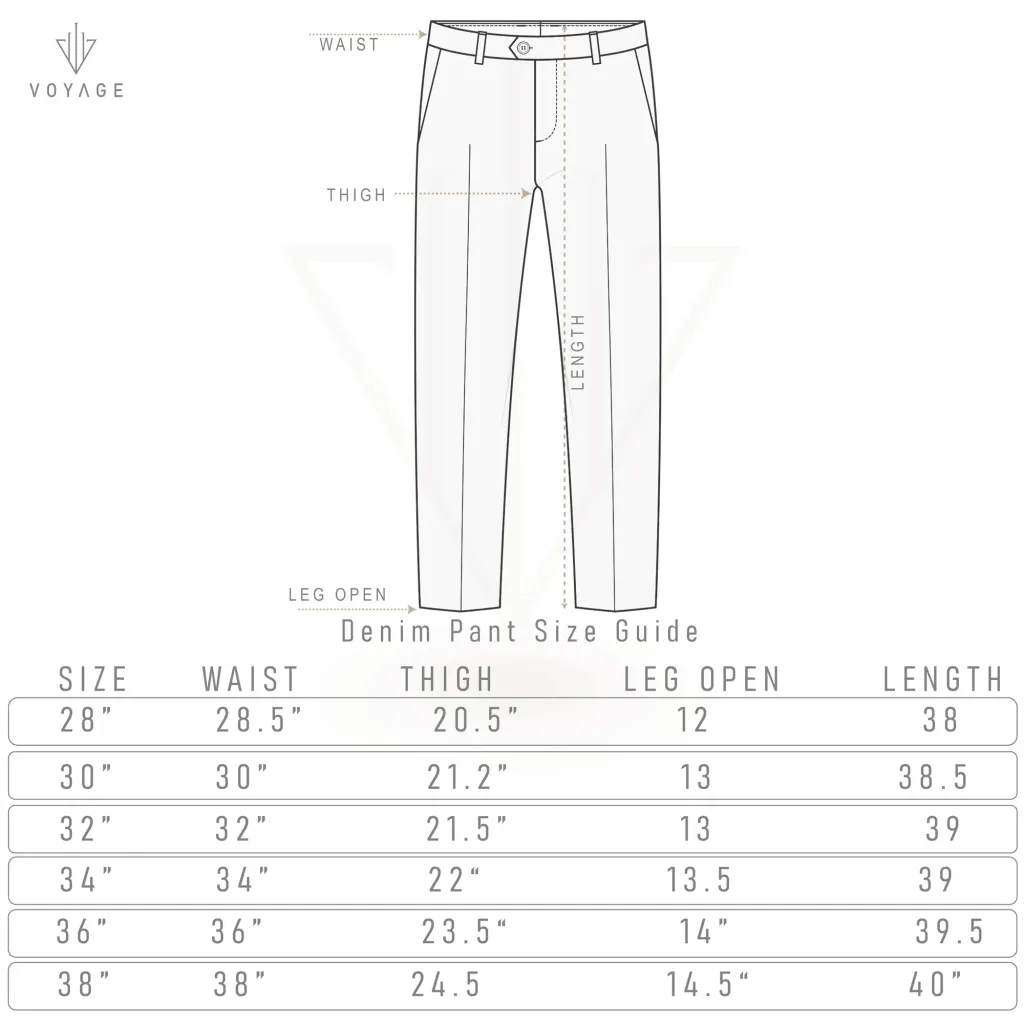 WAIST
VOYAGE
THIGH
LENGTH
LEG OPEN
Denim Pant Size Guide
SIZE WAIST THIGH LEG OPEN LENGTH
28” 28.5” 20.5” 12 38
30” 30” 21.2” 13 38.5
32” 32” 21.5” 13 39
34” 34” 22“ 13.5 39
36” 36” 23.5“ 14” 39.5
38” 38” 24.5 14.5“ 40”